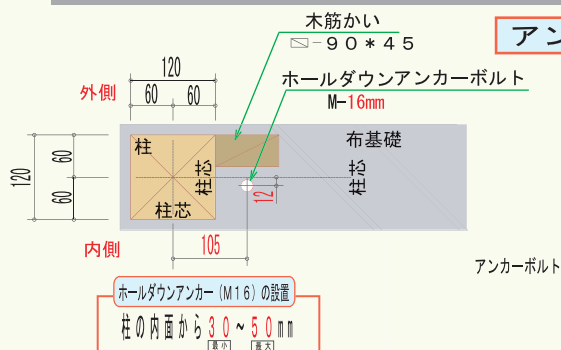 木筋かい
－９０＊４５
アン
120
外側
60
60
ホールダウンアンカーボルト
M-16mm
柱
布基礎
柱芯
柱芯
120
60
60
12
柱芯
内側
105
アンカーボルト
ホールダウンアンカー（Ｍ１６）の設置
柱の内面から３０～５０mm
最小
最大